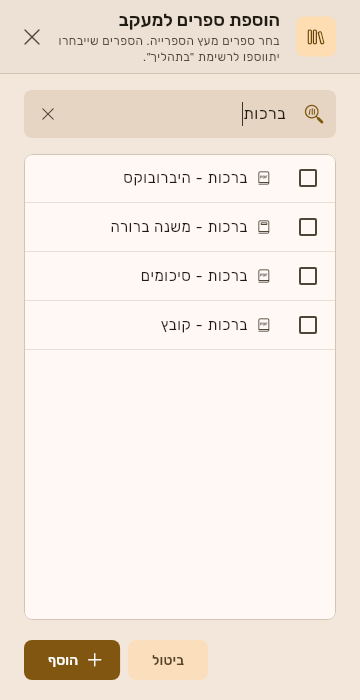 הוספת ספרים למעקב
בחר ספרים מעץ הספרייה. הספרים שייבחרו
יתווספו לרשימת "בתהליך".
ברכות
ברכות - היברובוקס
ברכות - משנה ברורה
ברכות - סיכומים
ברכות - קובץ
ביטול
הוסף